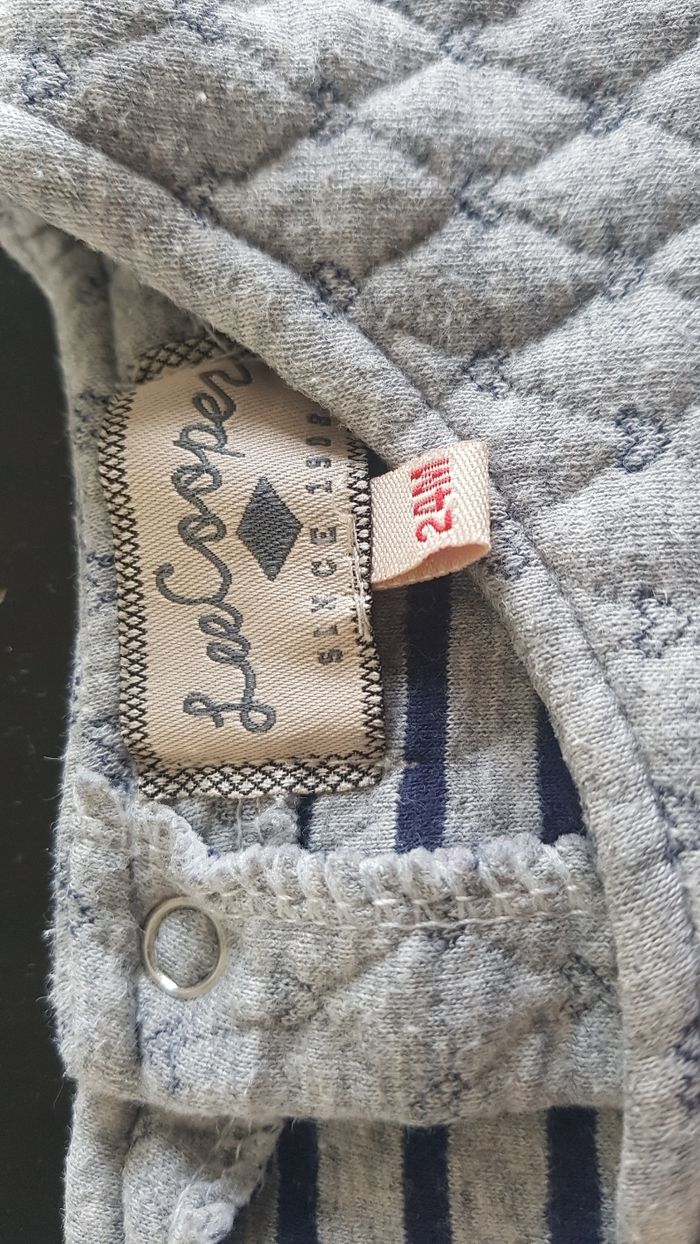 Lee Cooper
SINCE 1908
24M